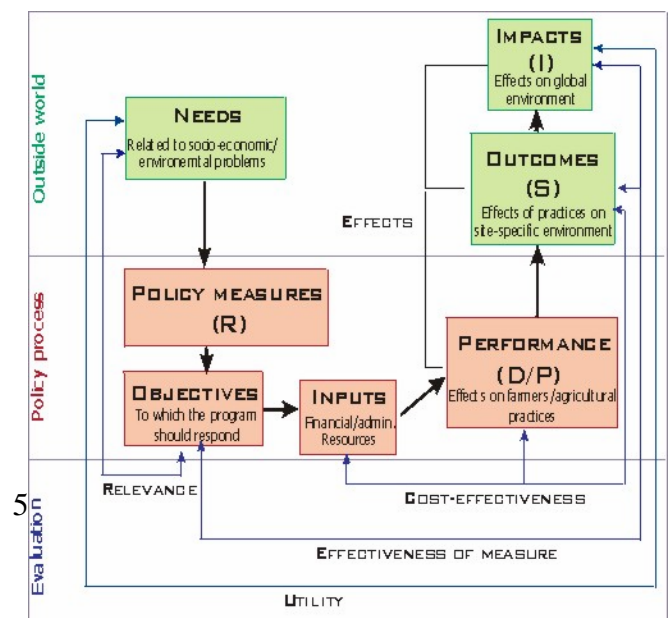 Outside world
NEEDS
Related to socio-economic/
environemtal problems
IMPACTS
(I)
Effects on global
environment
OUTCOMES
(S)
Effects of practices on
site-specific environment
EFFECTS
Policy process
POLICY MEASURES
(R)
OBJECTIVES
To which the program
should respond
INPUTS
Financial/admin.
Resources
PERFORMANCE
(D/P)
Effects on farmers/agricultural
practices
5
Evaluation
RELEVANCE
COST-EFFECTIVENESS
EFFECTIVENESS OF MEASURE
UTILITY